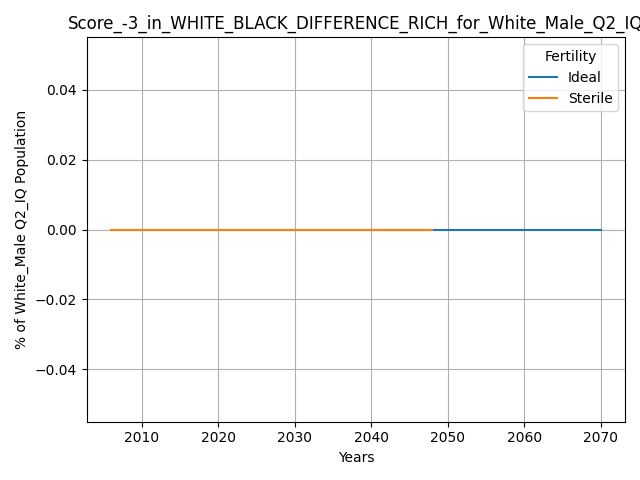 Score_-3_in_WHITE_BLACK_DIFFERENCE_RICH_for_White_Male_Q2_IQ
Fertility
Ideal
Sterile
0.04
0.02
0.00
−0.02
−0.04
% of White_Male Q2_IQ Population
2010 2020 2030 2040 2050 2060 2070
Years